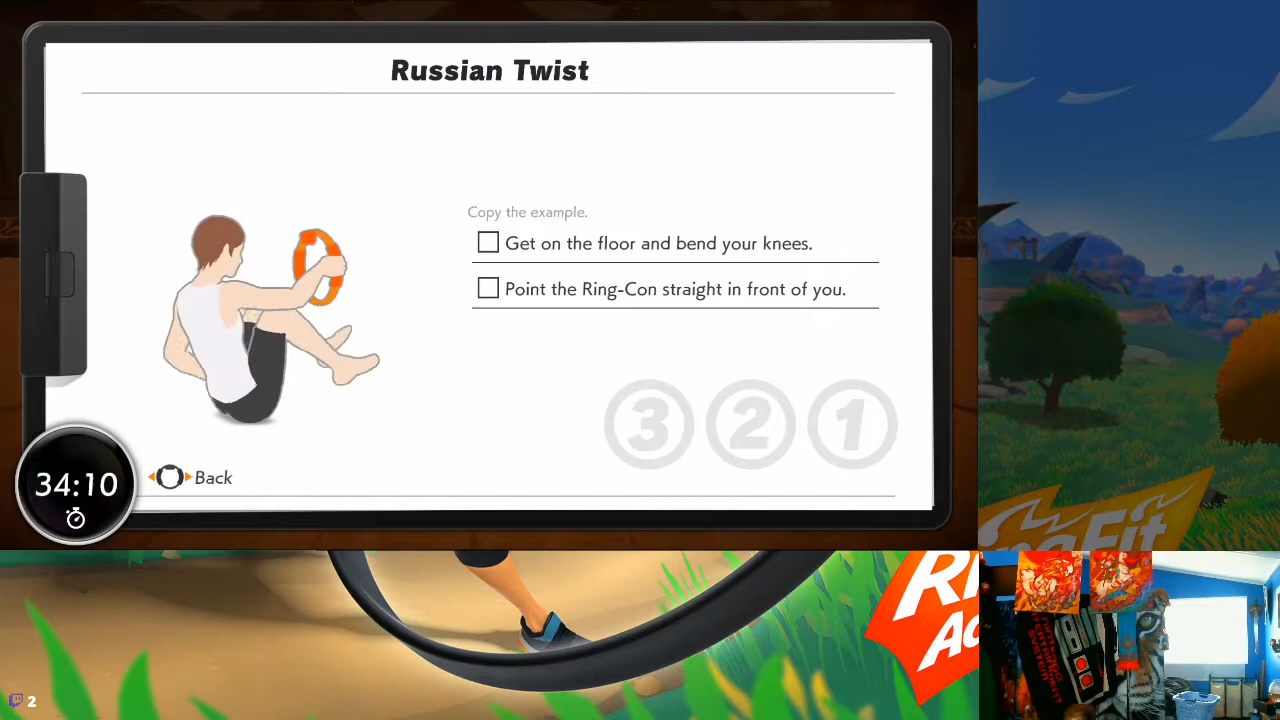 Russian Twist
Copy the example.
Get on the floor and bend your knees.
Point the Ring-Con straight in front of you.
3 2 1
34:10
Back
2